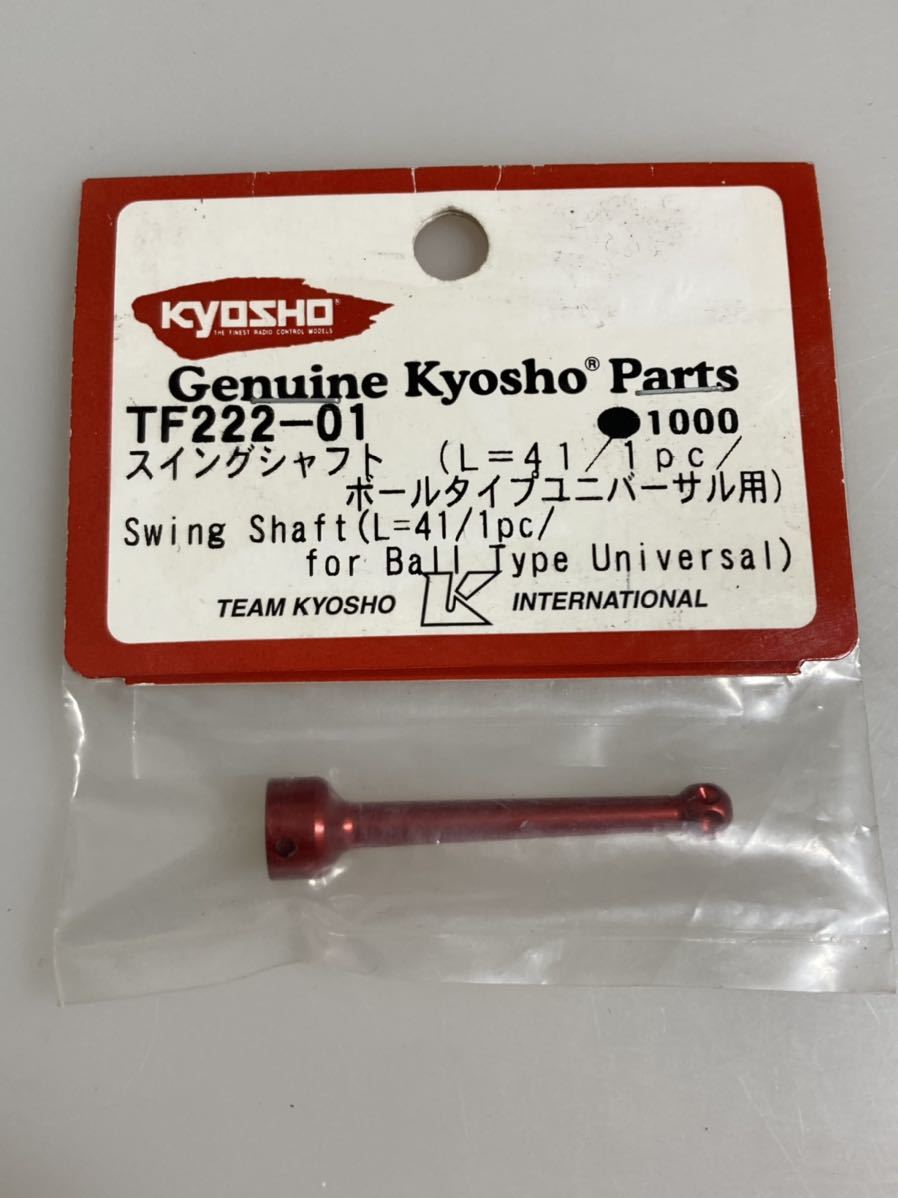 KYOSHO®
THE FINEST RADIO CONTROL MODELS
Genuine Kyosho® Parts
TF222-01 ●1000
スイングシャフト (L=41/1pc/
ボールタイプユニバーサル用)
Swing Shaft(L=41/1pc/
for Ball Type Universal)
TEAM KYOSHO K INTERNATIONAL